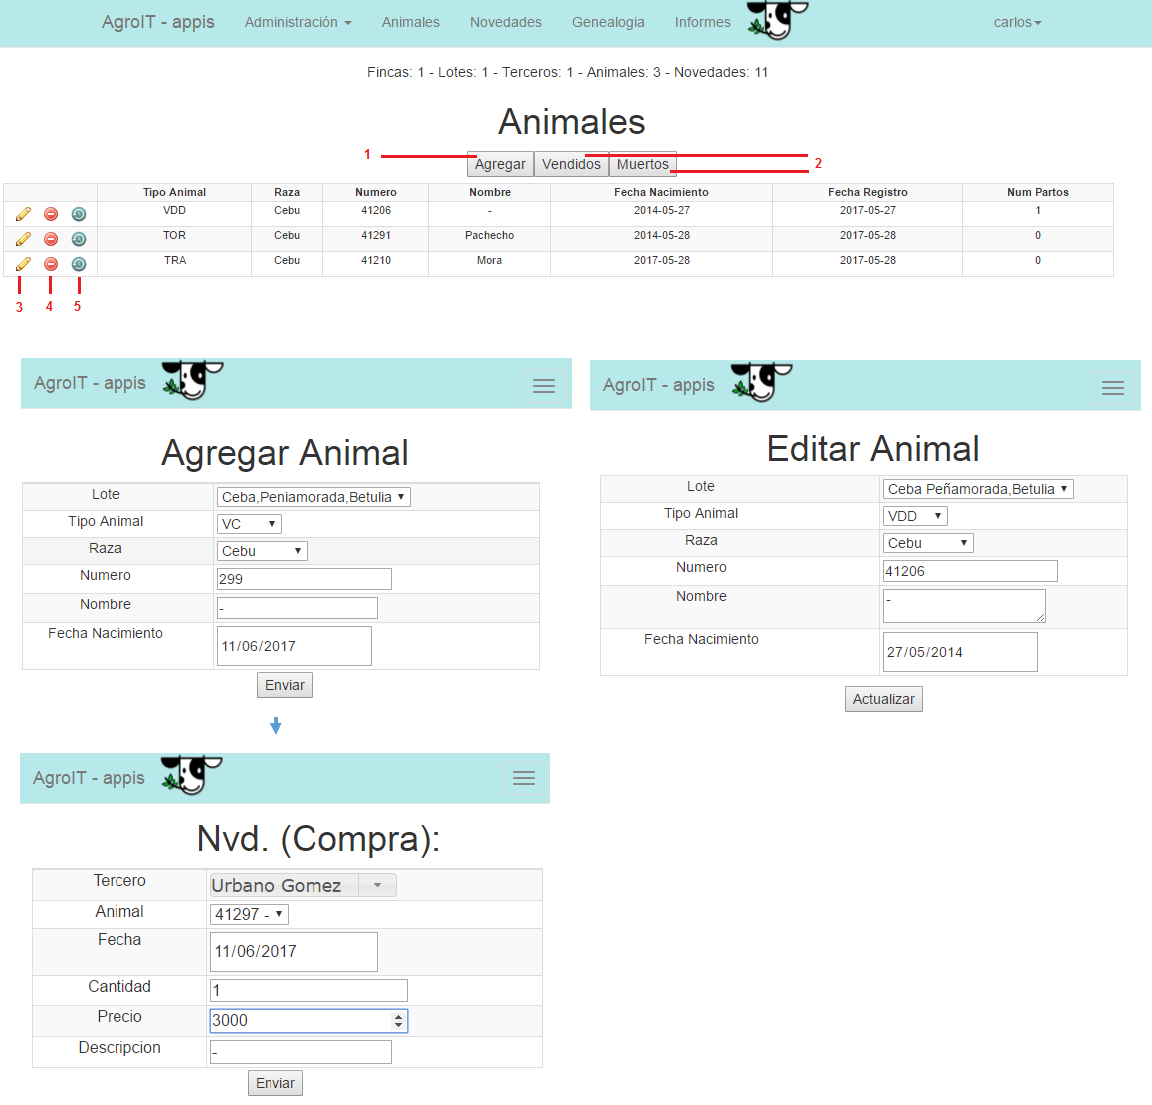 AgroIT - appis Administración Animales Novedades Genealogia Informes carlos
Fincas: 1 - Lotes: 1 - Terceros: 1 - Animales: 3 - Novedades: 11
Animales
1 Agregar Vendidos Muertos 2
Tipo Animal Raza Numero Nombre Fecha Nacimiento Fecha Registro Num Partos
VDD Cebu 41206 - 2014-05-27 2017-05-27 1
TOR Cebu 41291 Pachecho 2014-05-28 2017-05-28 0
TRA Cebu 41210 Mora 2017-05-28 2017-05-28 0
3 4 5
AgroIT - appis
Agregar Animal
Lote Ceba,Peniamorada,Betulia
Tipo Animal VC
Raza Cebu
Numero 299
Nombre -
Fecha Nacimiento 11/06/2017
Enviar
AgroIT - appis
Editar Animal
Lote Ceba Peñamorada,Betulia
Tipo Animal VDD
Raza Cebu
Numero 41206
Nombre -
Fecha Nacimiento 27/05/2014
Actualizar
AgroIT - appis
Nvd. (Compra):
Tercero Urbano Gomez
Animal 41297 -
Fecha 11/06/2017
Cantidad 1
Precio 3000
Descripcion -
Enviar